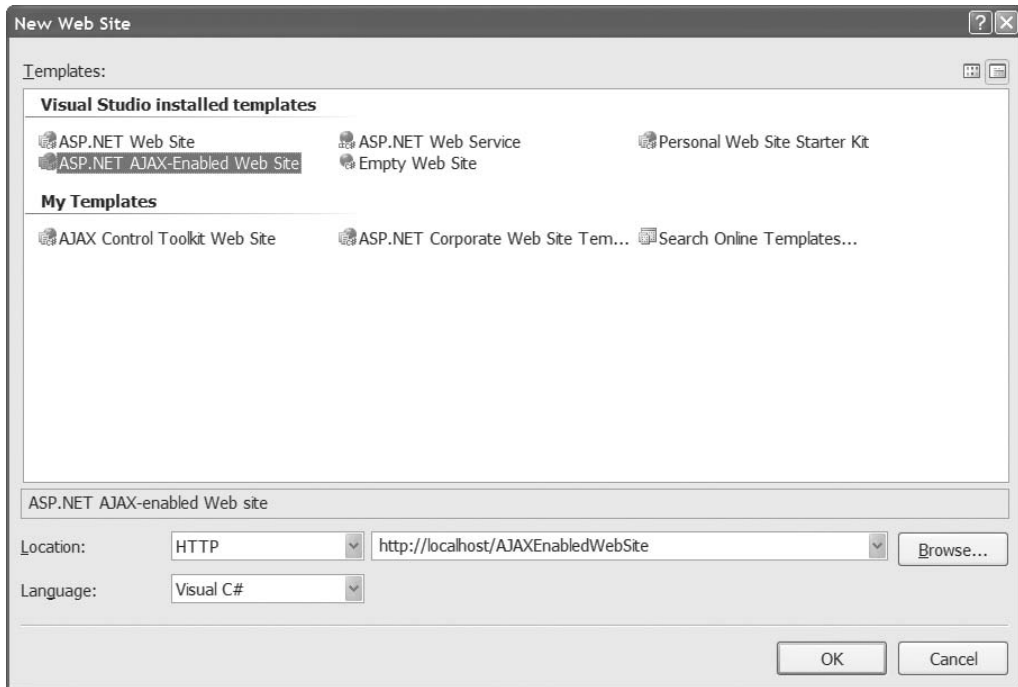 New Web Site
Templates:
Visual Studio installed templates
ASP.NET Web Site ASP.NET Web Service Personal Web Site Starter Kit
ASP.NET AJAX-Enabled Web Site Empty Web Site
My Templates
AJAX Control Toolkit Web Site ASP.NET Corporate Web Site Tem... Search Online Templates...
ASP.NET AJAX-enabled Web site
Location: HTTP http://localhost/AJAXEnabledWebSite Browse...
Language: Visual C#
OK Cancel